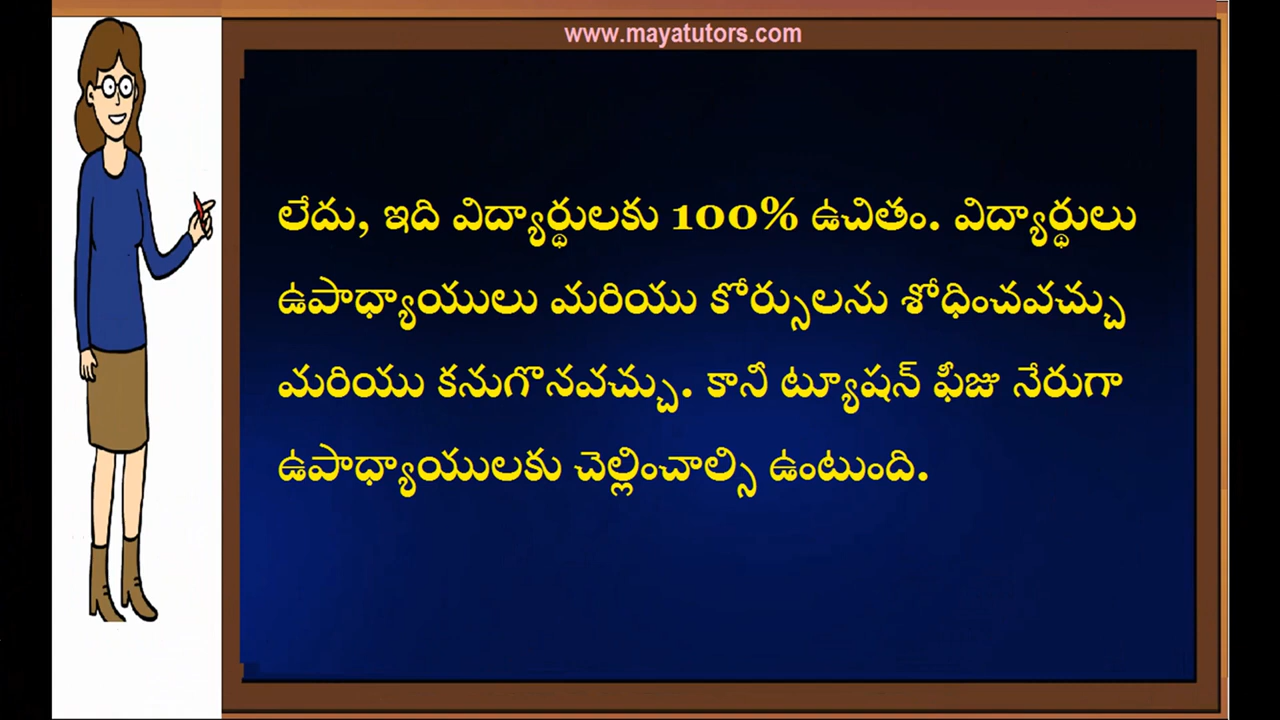 www.mayatutors.com
లేదు, ఇది విద్యార్థులకు 100% ఉచితం. విద్యార్థులు
ఉపాధ్యాయులు మరియు కోర్సులను శోధించవచ్చు
మరియు కనుగొనవచ్చు. కానీ ట్యూషన్ ఫీజు నేరుగా
ఉపాధ్యాయులకు చెల్లించాల్సి ఉంటుంది.